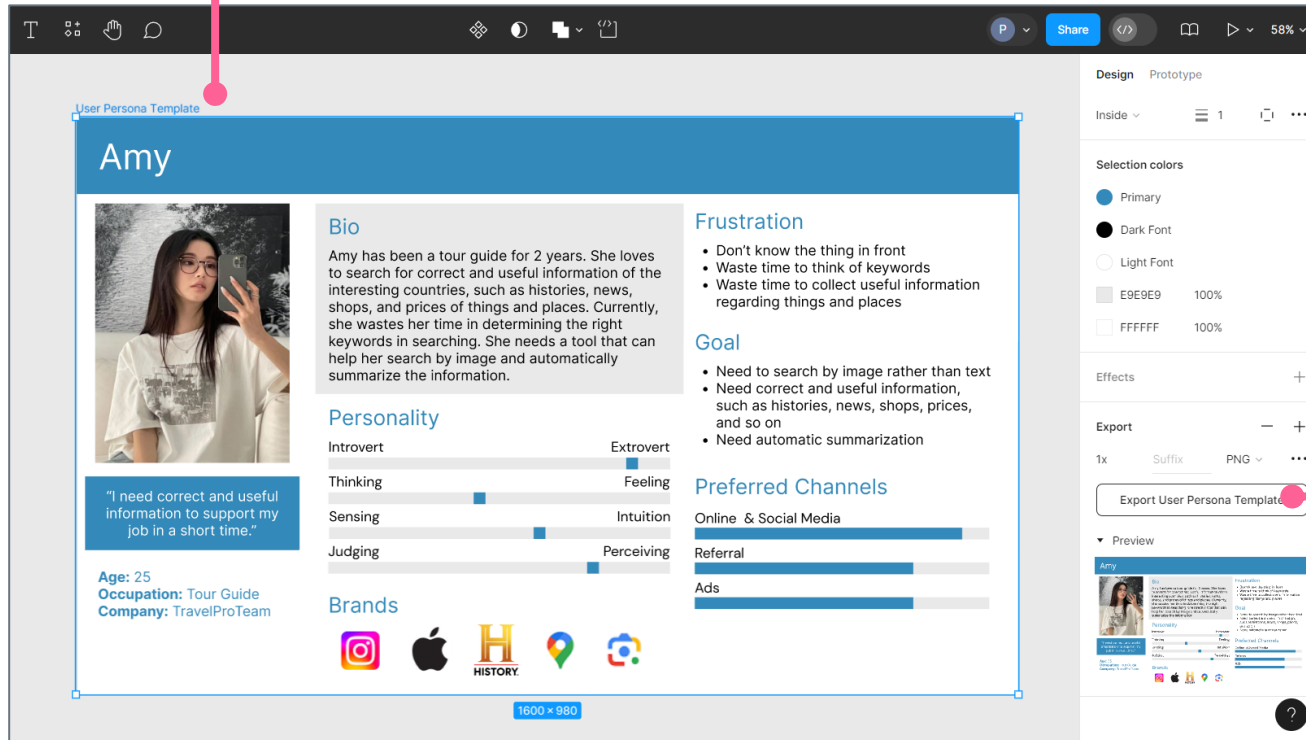 P
Share
58%
User Persona Template
Amy
Bio
Amy has been a tour guide for 2 years. She loves
to search for correct and useful information of the
interesting countries, such as histories, news,
shops, and prices of things and places. Currently,
she wastes her time in determining the right
keywords in searching. She needs a tool that can
help her search by image and automatically
summarize the information.
Personality
Introvert Extrovert
Thinking Feeling
Sensing Intuition
Judging Perceiving
Brands
H
HISTORY.
"I need correct and useful
information to support my
job in a short time."
Age: 25
Occupation: Tour Guide
Company: TravelProTeam
Frustration
• Don't know the thing in front
• Waste time to think of keywords
• Waste time to collect useful information
regarding things and places
Goal
• Need to search by image rather than text
• Need correct and useful information,
such as histories, news, shops, prices,
and so on
• Need automatic summarization
Preferred Channels
Online & Social Media
Referral
Ads
1600 × 980
Design Prototype
Inside 1
Selection colors
Primary
Dark Font
Light Font
E9E9E9 100%
FFFFFF 100%
Effects
Export
1x Suffix PNG
Export User Persona Template
Preview
Amy
?